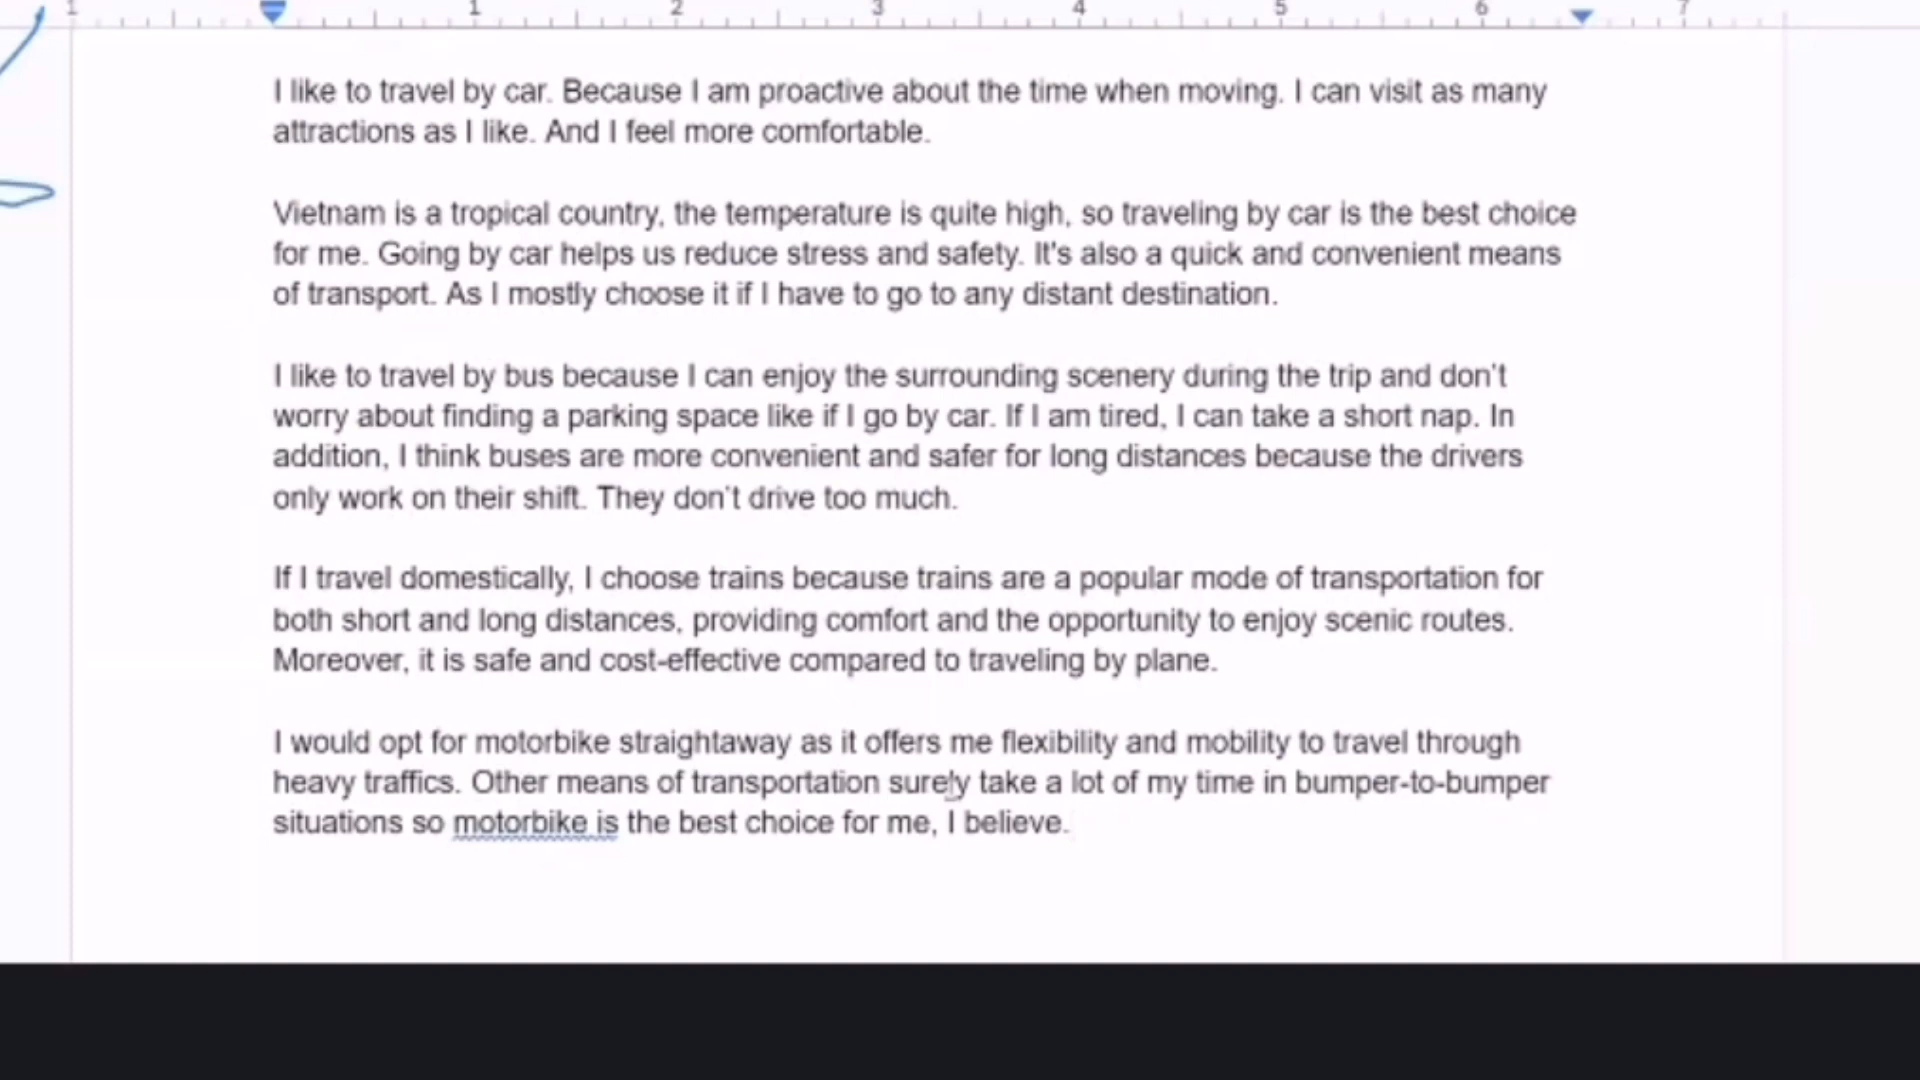 1 1 2 3 4 5 6 7
I like to travel by car. Because I am proactive about the time when moving. I can visit as many
attractions as I like. And I feel more comfortable.
Vietnam is a tropical country, the temperature is quite high, so traveling by car is the best choice
for me. Going by car helps us reduce stress and safety. It's also a quick and convenient means
of transport. As I mostly choose it if I have to go to any distant destination.
I like to travel by bus because I can enjoy the surrounding scenery during the trip and don't
worry about finding a parking space like if I go by car. If I am tired, I can take a short nap. In
addition, I think buses are more convenient and safer for long distances because the drivers
only work on their shift. They don't drive too much.
If I travel domestically, I choose trains because trains are a popular mode of transportation for
both short and long distances, providing comfort and the opportunity to enjoy scenic routes.
Moreover, it is safe and cost-effective compared to traveling by plane.
I would opt for motorbike straightaway as it offers me flexibility and mobility to travel through
heavy traffics. Other means of transportation surely take a lot of my time in bumper-to-bumper
situations so motorbike is the best choice for me, I believe.